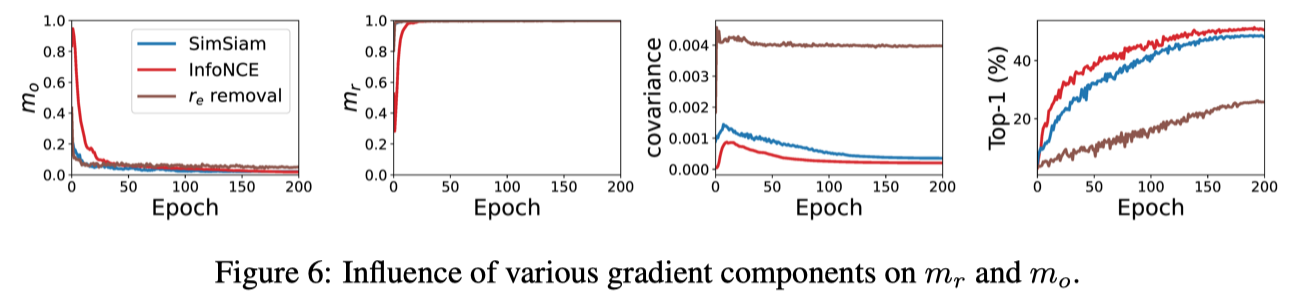 1.0
0.8
0.6
0.4
0.2
0.0
m_o
SimSiam
InfoNCE
r_e removal
0 50 100 150 200
Epoch
1.0
0.8
0.6
0.4
0.2
0.0
m_r
0 50 100 150 200
Epoch
0.004
0.003
0.002
0.001
0.000
covariance
0 50 100 150 200
Epoch
40
20
Top-1 (%)
0 50 100 150 200
Epoch
Figure 6: Influence of various gradient components on m_r and m_o.